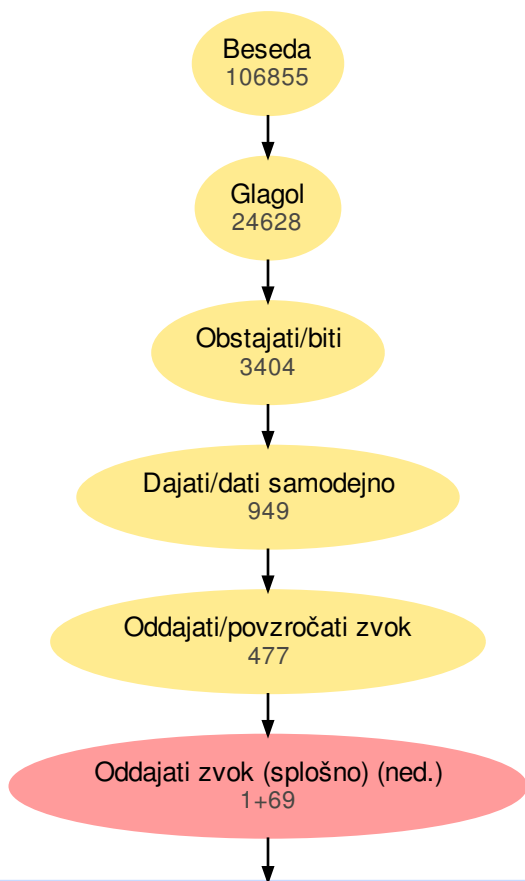 Beseda
106855
Glagol
24628
Obstajati/biti
3404
Dajati/dati samodejno
949
Oddajati/povzročati zvok
477
Oddajati zvok (splošno) (ned.)
1+69